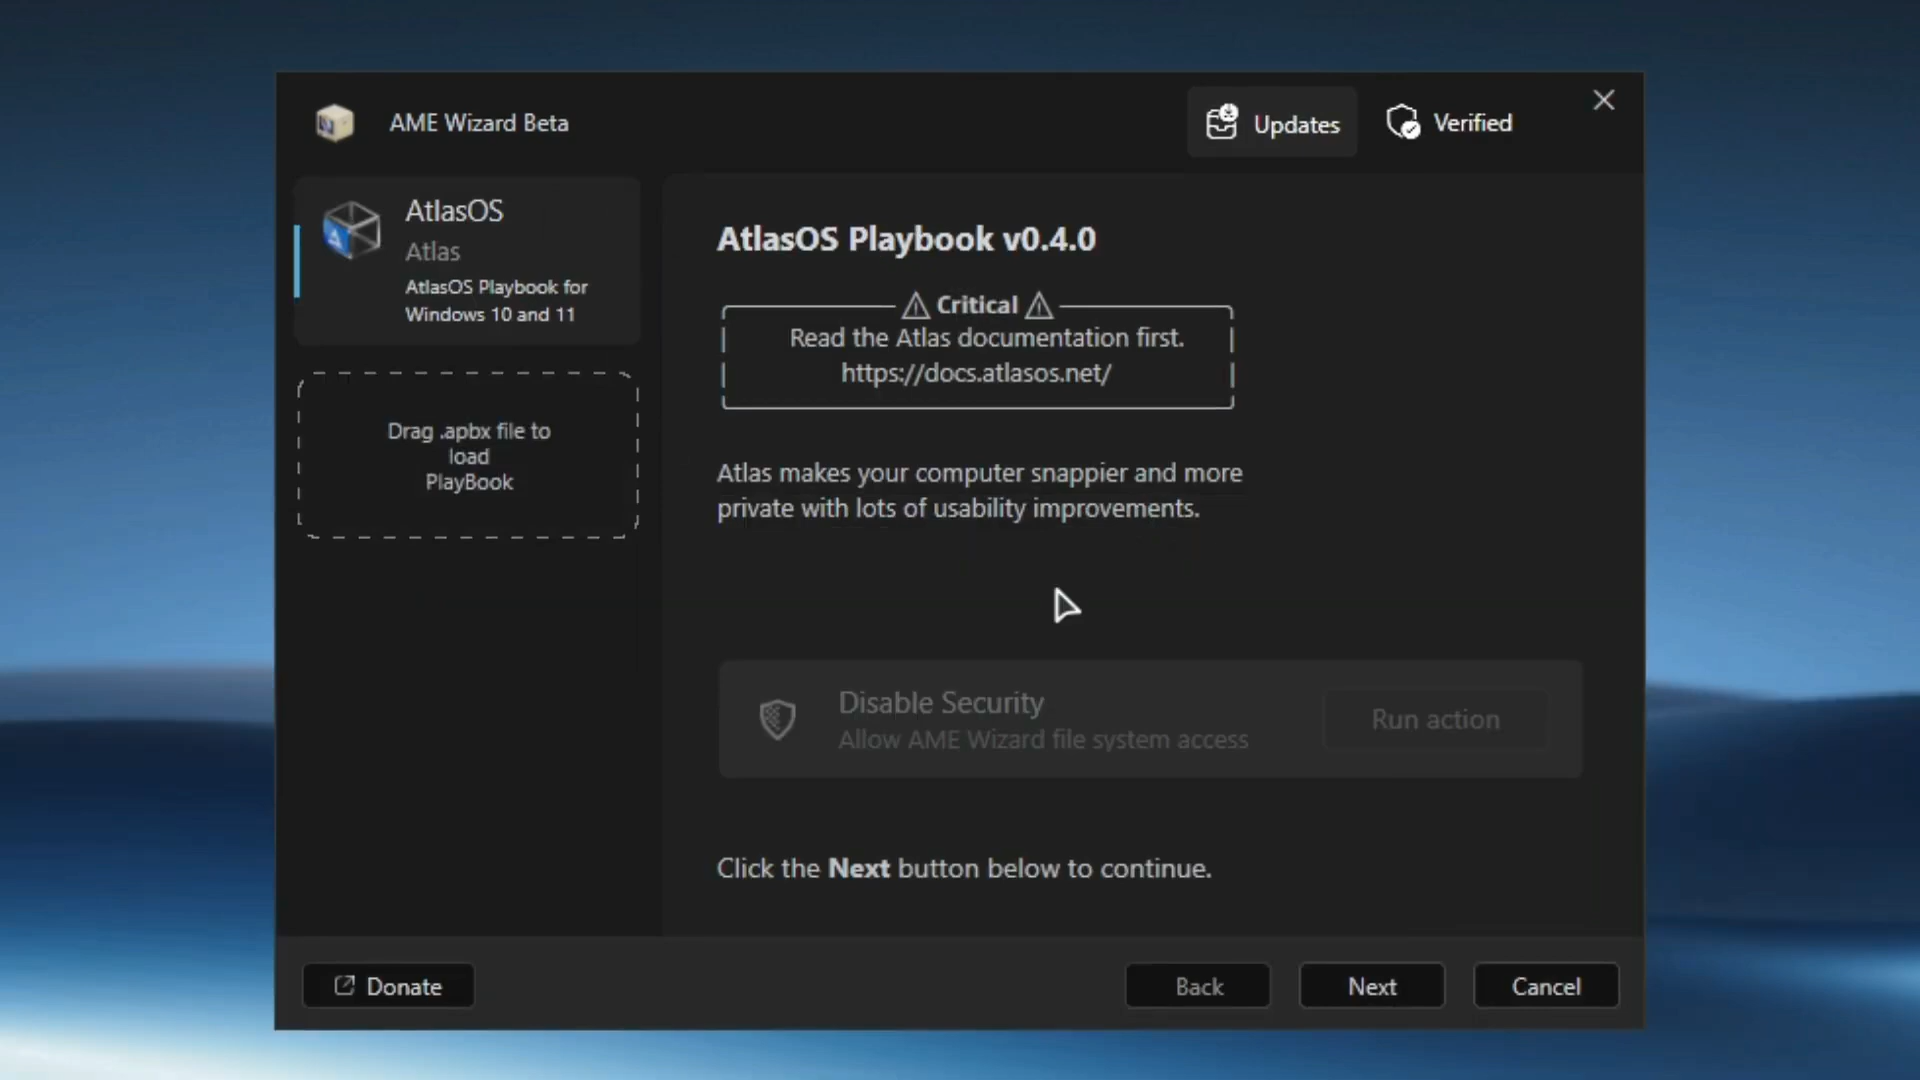 AME Wizard Beta
Updates
Verified
AtlasOS
Atlas
AtlasOS Playbook for
Windows 10 and 11
Drag .apbx file to
load
PlayBook
AtlasOS Playbook v0.4.0
⚠ Critical ⚠
Read the Atlas documentation first.
https://docs.atlasos.net/
Atlas makes your computer snappier and more
private with lots of usability improvements.
Disable Security
Allow AME Wizard file system access
Run action
Click the Next button below to continue.
Donate
Back
Next
Cancel